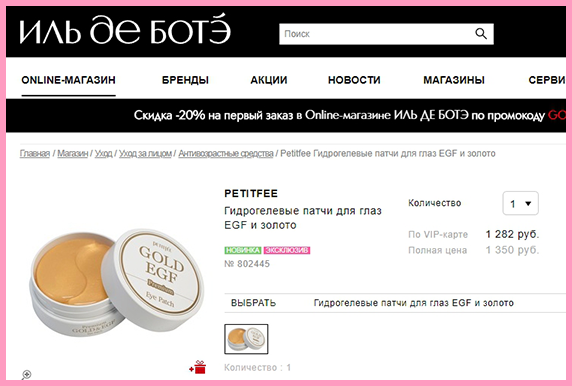 ИЛЬ ДЕ БОТЭ
Поиск
ONLINE-МАГАЗИН БРЕНДЫ АКЦИИ НОВОСТИ МАГАЗИНЫ СЕРВИ
Скидка -20% на первый заказ в Online-магазине ИЛЬ ДЕ БОТЭ по промокоду GO
Главная / Магазин / Уход / Уход за лицом / Антивозрастные средства / Petitfee Гидрогелевые патчи для глаз EGF и золото
PETITFEE
Гидрогелевые патчи для глаз
EGF и золото
НОВИНКА ЭКСКЛЮЗИВ
№ 802445
Количество 1
По VIP-карте 1 282 руб.
Полная цена 1 350 руб.
petitfée
GOLD
EGF
Premium
Eye Patch
GOLD&EGF
ВЫБРАТЬ Гидрогелевые патчи для глаз EGF и золото
Количество : 1